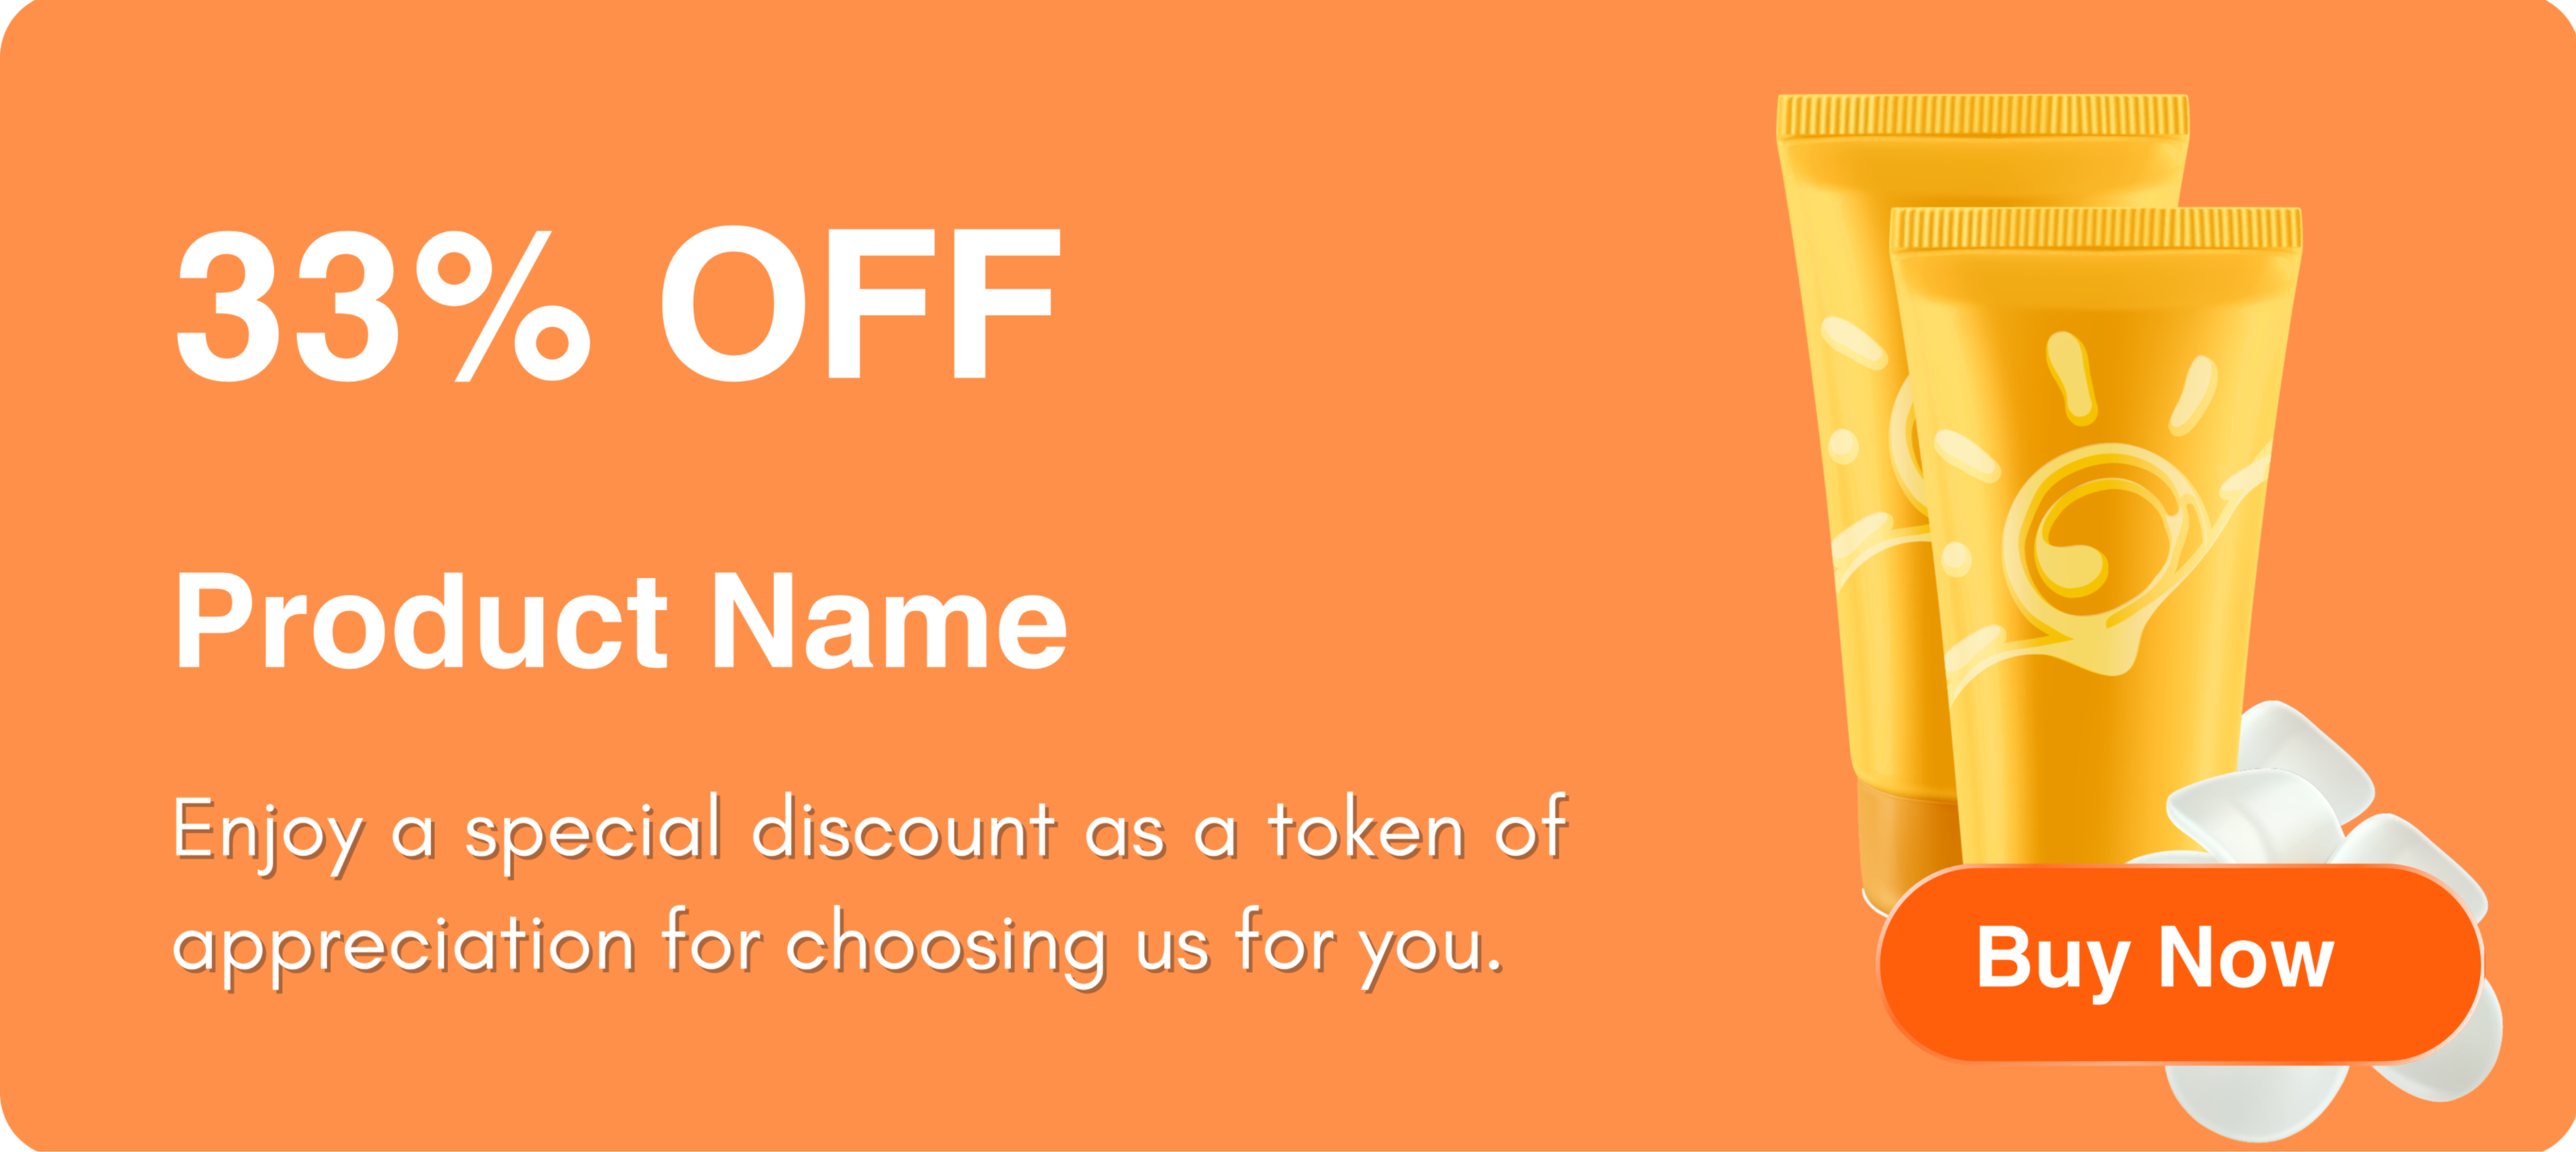 33% OFF
Product Name
Enjoy a special discount as a token of
appreciation for choosing us for you.
Buy Now